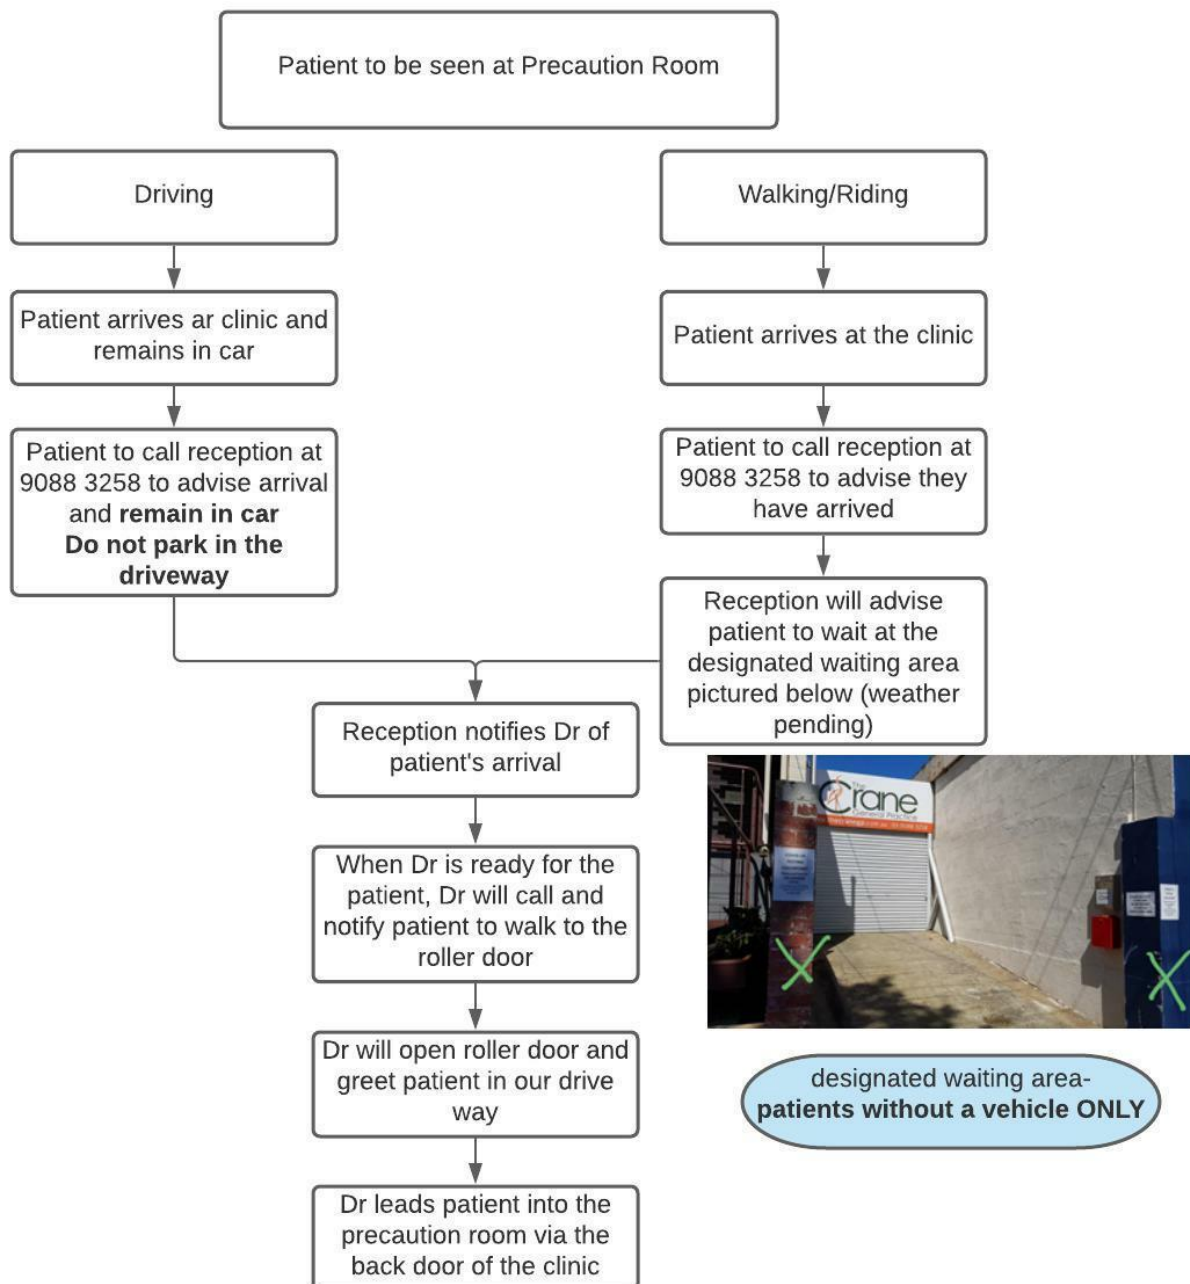 Patient to be seen at Precaution Room
Driving
Patient arrives ar clinic and
remains in car
Patient to call reception at
9088 3258 to advise arrival
and remain in car
Do not park in the
driveway
Walking/Riding
Patient arrives at the clinic
Patient to call reception at
9088 3258 to advise they
have arrived
Reception will advise
patient to wait at the
designated waiting area
pictured below (weather
pending)
The
Crane
General Practice
designated waiting area-
patients without a vehicle ONLY
Reception notifies Dr of
patient's arrival
When Dr is ready for the
patient, Dr will call and
notify patient to walk to the
roller door
Dr will open roller door and
greet patient in our drive
way
Dr leads patient into the
precaution room via the
back door of the clinic